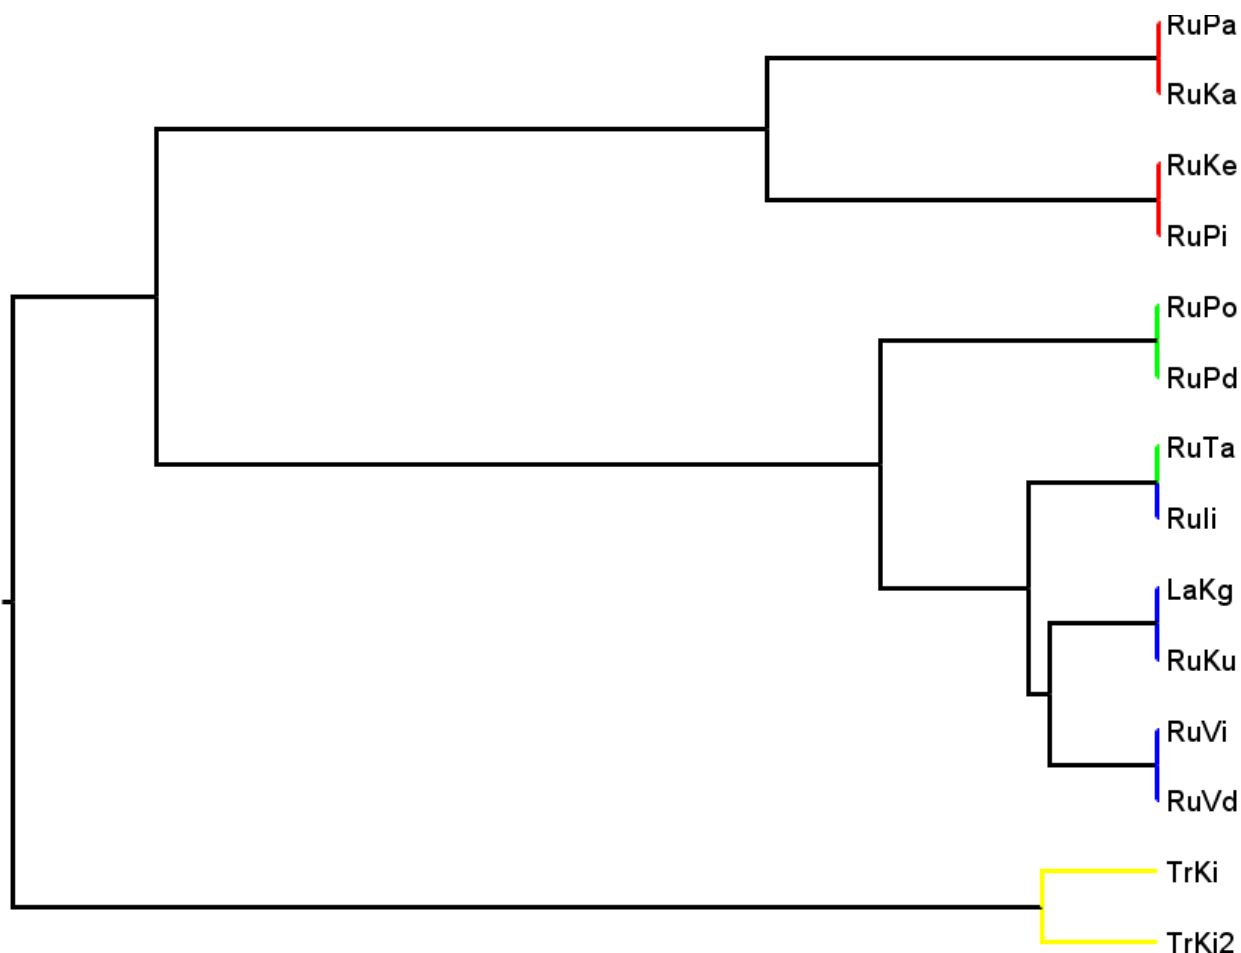 RuPa
RuKa
RuKe
RuPi
RuPo
RuPd
RuTa
RuIi
LaKg
RuKu
RuVi
RuVd
TrKi
TrKi2